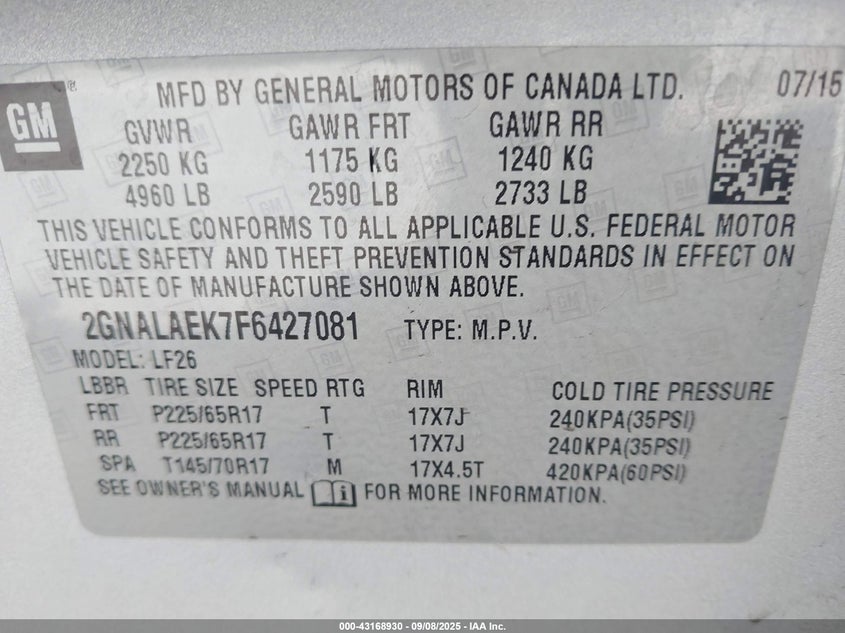 GM
MFD BY GENERAL MOTORS OF CANADA LTD. 07/15
GVWR GAWR FRT GAWR RR
2250 KG 1175 KG 1240 KG
4960 LB 2590 LB 2733 LB
THIS VEHICLE CONFORMS TO ALL APPLICABLE U.S. FEDERAL MOTOR
VEHICLE SAFETY AND THEFT PREVENTION STANDARDS IN EFFECT ON
THE DATE OF MANUFACTURE SHOWN ABOVE.
2GNALAEK7F6427081 TYPE: M.P.V.
MODEL: LF26
LBBR TIRE SIZE SPEED RTG RIM COLD TIRE PRESSURE
FRT P225/65R17 T 17X7J 240KPA(35PSI)
RR P225/65R17 T 17X7J 240KPA(35PSI)
SPA T145/70R17 M 17X4.5T 420KPA(60PSI)
SEE OWNER'S MANUAL FOR MORE INFORMATION.
000-43168930 - 09/08/2025 - IAA Inc.